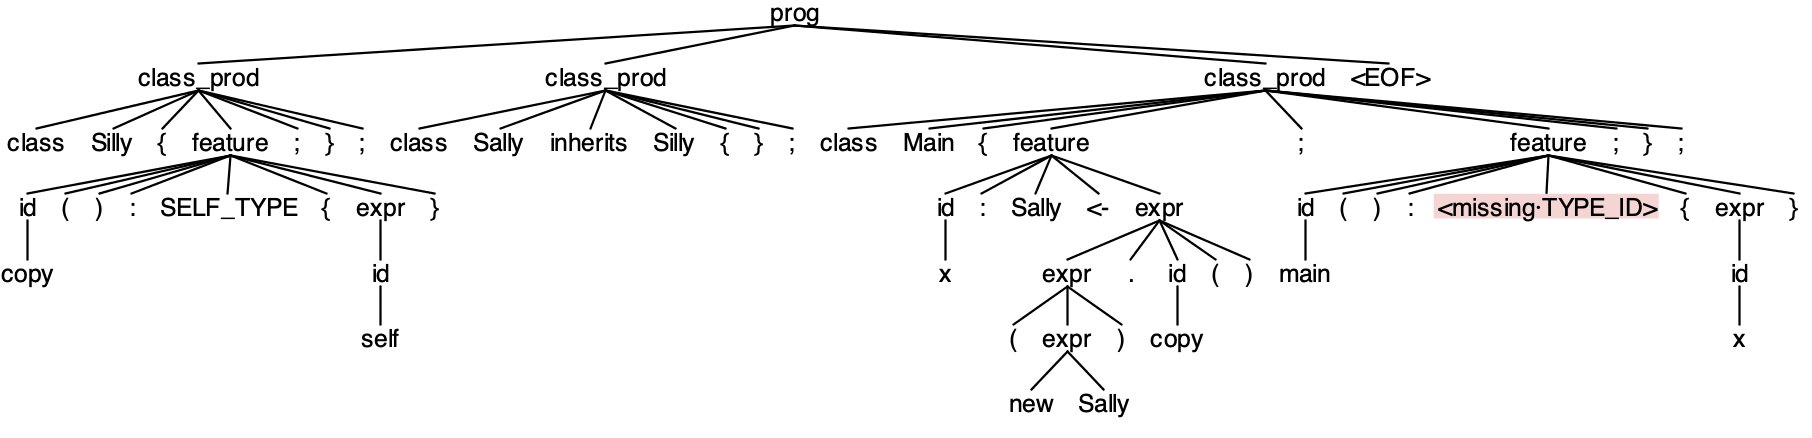 prog
class_prod class_prod class_prod <EOF>
class Silly { feature ; } ; class Sally inherits Silly { } ; class Main { feature ; feature ; } ;
id ( ) : SELF_TYPE { expr } id : Sally <- expr id ( ) : <missing·TYPE_ID> { expr }
copy id x expr . id ( ) main id
self ( expr ) copy x
new Sally